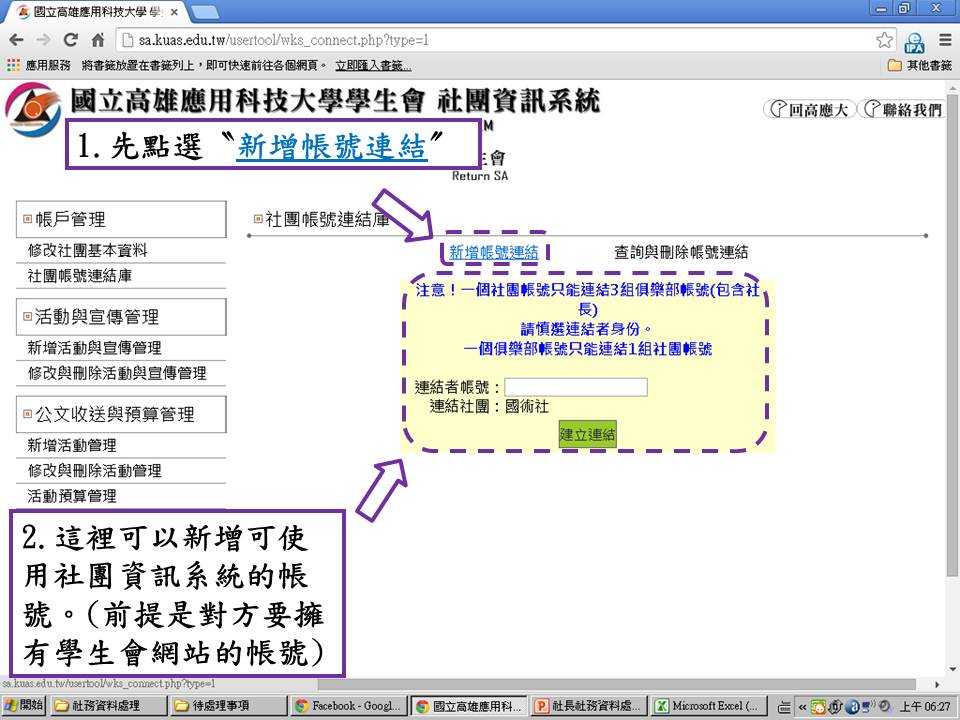 國立高雄應用科技大學 學
sa.kuas.edu.tw/usertool/wks_connect.php?type=1
應用服務 將書籤放置在書籤列上，即可快速前往各個網頁。 立即匯入書籤...
其他書籤
國立高雄應用科技大學學生會 社團資訊系統
回高應大
聯絡我們
M
1.先點選〝新增帳號連結〞
會
Return SA
帳戶管理
修改社團基本資料
社團帳號連結庫
活動與宣傳管理
新增活動與宣傳管理
修改與刪除活動與宣傳管理
公文收送與預算管理
新增活動管理
修改與刪除活動管理
活動預算管理
社團帳號連結庫
新增帳號連結
查詢與刪除帳號連結
注意！一個社團帳號只能連結3組俱樂部帳號(包含社
長)
請慎選連結者身份。
一個俱樂部帳號只能連結1組社團帳號
連結者帳號：
連結社團：國術社
建立連結
2.這裡可以新增可使
用社團資訊系統的帳
號。(前提是對方要擁
有學生會網站的帳號)
sa.kuas.edu.tw/usertool/wks_connect.php?type=1
開始
社務資料處理
待處理事項
Facebook - Googl...
國立高雄應用科...
社長社務資料處...
Microsoft Excel (...
上午 06:27